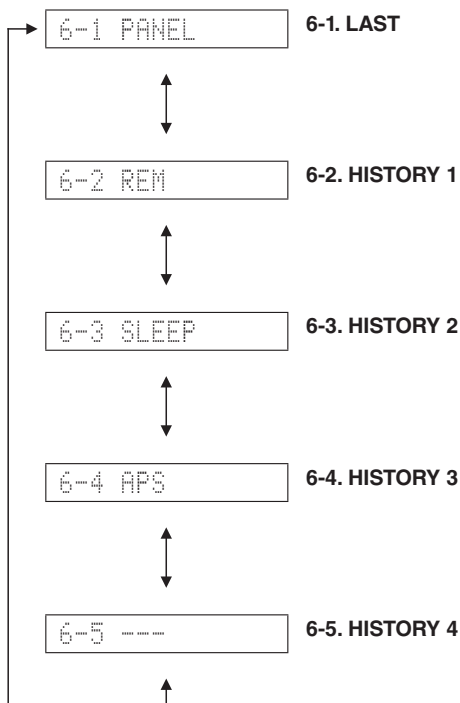 6-1 PANEL
6-1. LAST
6-2 REM
6-2. HISTORY 1
6-3 SLEEP
6-3. HISTORY 2
6-4 APS
6-4. HISTORY 3
6-5 ---
6-5. HISTORY 4